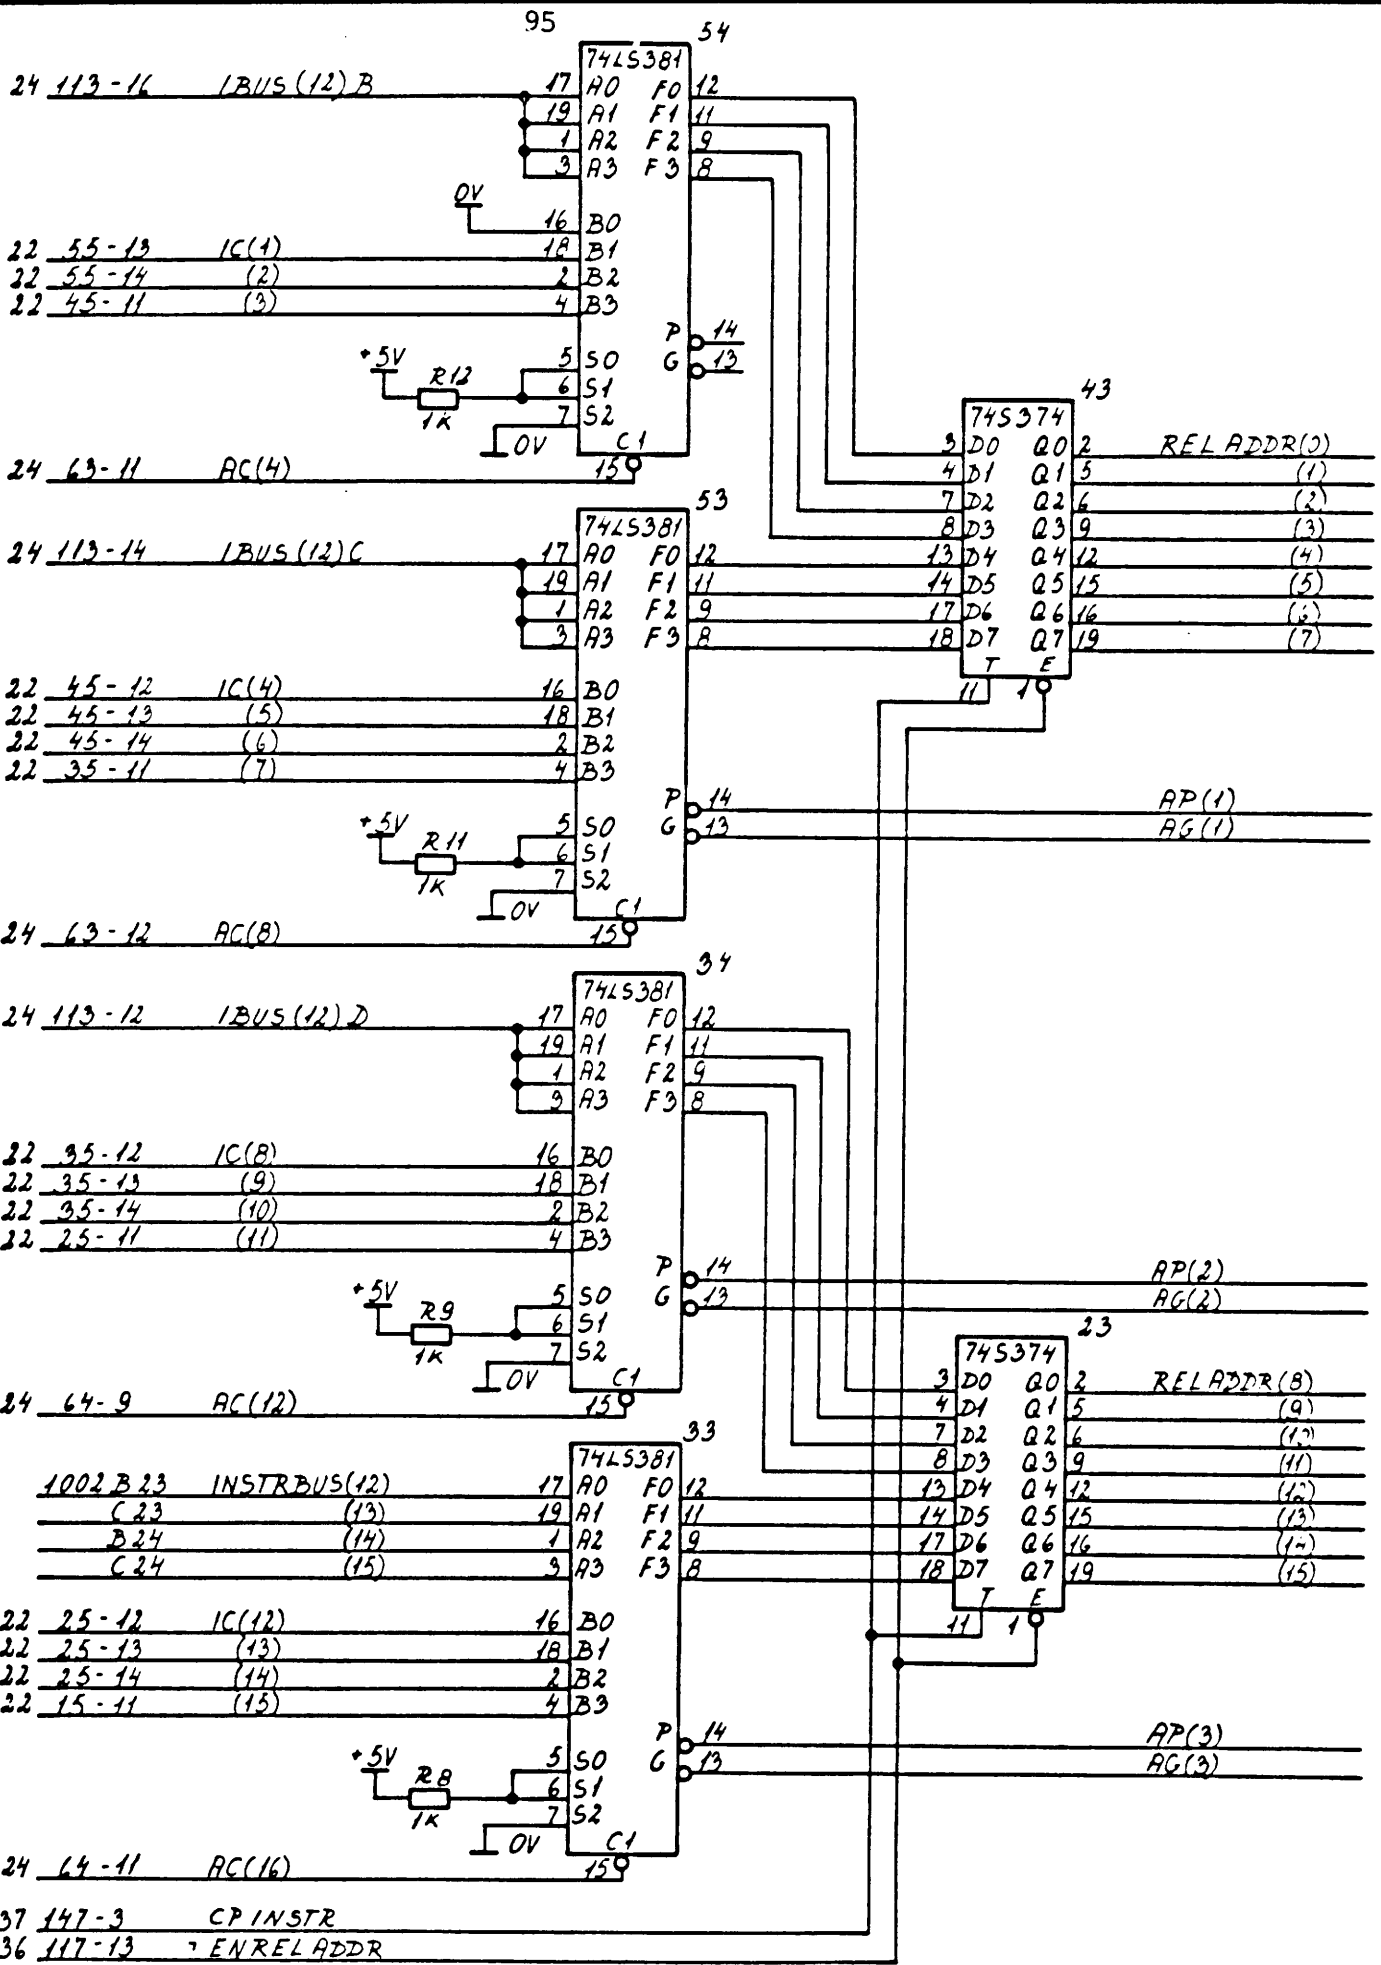 95
54
74LS381
24 113-16 IBUS(12)B 17 A0 F0 12
19 A1 F1 11
1 A2 F2 9
3 A3 F3 8
0V
16 B0
22 55-13 IC(1) 18 B1
22 55-14 (2) 2 B2
22 45-11 (3) 4 B3
P 14
G 13
+5V R12 1K
5 S0
6 S1
7 S2
0V
C1
24 63-11 AC(4) 15
43
74S374
3 D0 Q0 2 REL ADDR(0)
4 D1 Q1 5 (1)
7 D2 Q2 6 (2)
8 D3 Q3 9 (3)
13 D4 Q4 12 (4)
14 D5 Q5 15 (5)
17 D6 Q6 16 (6)
18 D7 Q7 19 (7)
T E
11 1
53
74LS381
24 113-14 IBUS(12)C 17 A0 F0 12
19 A1 F1 11
1 A2 F2 9
3 A3 F3 8
22 45-12 IC(4) 16 B0
22 45-13 (5) 18 B1
22 45-14 (6) 2 B2
22 35-11 (7) 4 B3
P 14 AP(1)
G 13 AG(1)
+5V R11 1K
5 S0
6 S1
7 S2
0V
C1
24 63-12 AC(8) 15
34
74LS381
24 113-12 IBUS(12)D 17 A0 F0 12
19 A1 F1 11
1 A2 F2 9
3 A3 F3 8
22 35-12 IC(8) 16 B0
22 35-13 (9) 18 B1
22 35-14 (10) 2 B2
22 25-11 (11) 4 B3
P 14 AP(2)
G 13 AG(2)
+5V R9 1K
5 S0
6 S1
7 S2
0V
C1
24 64-9 AC(12) 15
23
74S374
3 D0 Q0 2 REL ADDR(8)
4 D1 Q1 5 (9)
7 D2 Q2 6 (10)
8 D3 Q3 9 (11)
13 D4 Q4 12 (12)
14 D5 Q5 15 (13)
17 D6 Q6 16 (14)
18 D7 Q7 19 (15)
T E
11 1
33
74LS381
1002 B23 INSTRBUS(12) 17 A0 F0 12
C23 (13) 19 A1 F1 11
B24 (14) 1 A2 F2 9
C24 (15) 3 A3 F3 8
22 25-12 IC(12) 16 B0
22 25-13 (13) 18 B1
22 25-14 (14) 2 B2
22 15-11 (15) 4 B3
P 14 AP(3)
G 13 AG(3)
+5V R8 1K
5 S0
6 S1
7 S2
0V
C1
24 64-11 AC(16) 15
37 147-3 CP INSTR
36 117-13 ¬ ENREL ADDR